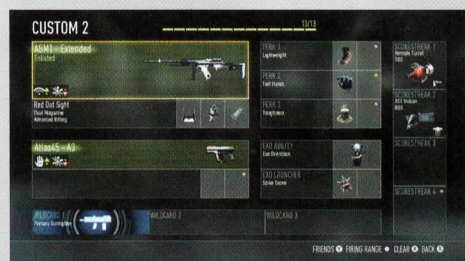 CUSTOM 2
13/13
ASM1 - Extended
Enlisted
Red Dot Sight
Dual Magazine
Advanced Rifling
Atlas45 - A3
WILDCARD 1
Primary Gunfighter
WILDCARD 2
WILDCARD 3
PERK 1
Lightweight
PERK 2
Fast Hands
PERK 3
Toughness
EXO ABILITY
Exo Overclock
EXO LAUNCHER
Spike Drone
SCORESTREAK 1
Remote Turret
SCORESTREAK 2
XS1 Vulcan
SCORESTREAK 3
SCORESTREAK 4
FRIENDS Y FIRING RANGE CLEAR X BACK B